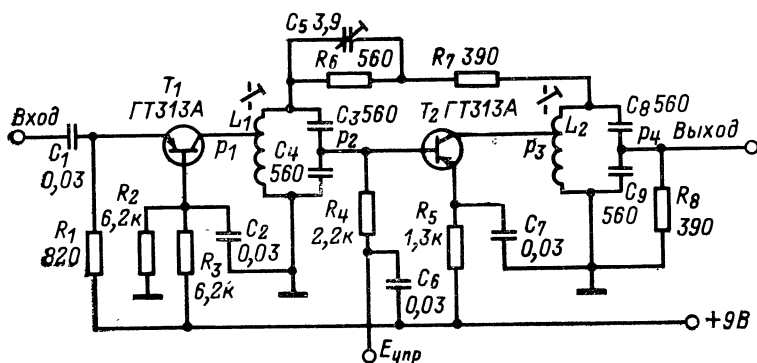 C5 3,9
R6 560
R7 390
T1
ГТ313А
L1
C3 560
T2 ГТ313А
L2
C8 560
Вход
Выход
C1
0,03
p1
C4
560
p2
p3
p4
C9
560
R2
6,2к
R1
820
R3
6,2к
C2
0,03
R4
2,2к
R5
1,3к
C7
0,03
R8
390
C6
0,03
+9В
Eупр